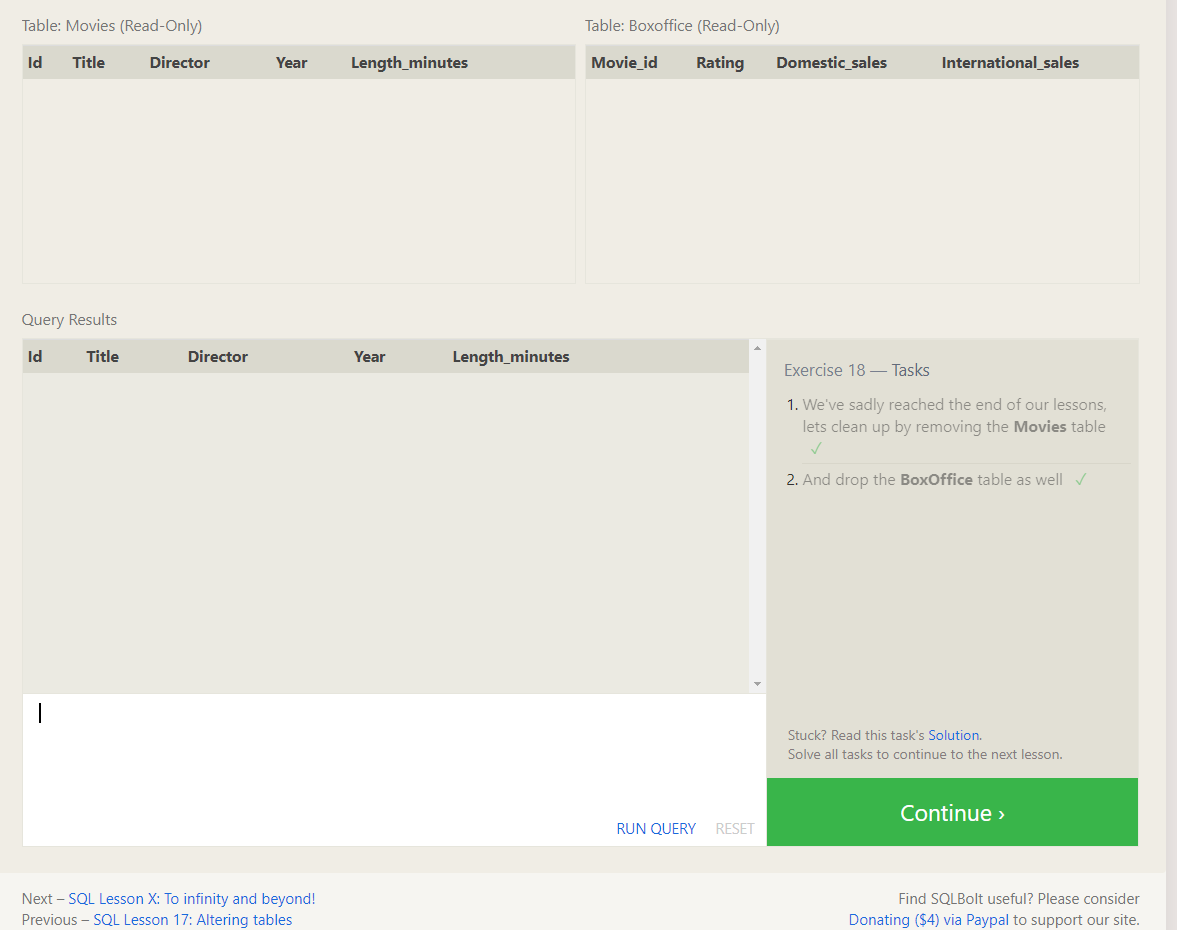 Table: Movies (Read-Only)
Table: Boxoffice (Read-Only)
Id Title Director Year Length_minutes
Movie_id Rating Domestic_sales International_sales
Query Results
Id Title Director Year Length_minutes
Exercise 18 — Tasks
1. We've sadly reached the end of our lessons,
lets clean up by removing the Movies table
✓
2. And drop the BoxOffice table as well ✓
Stuck? Read this task's Solution.
Solve all tasks to continue to the next lesson.
RUN QUERY RESET
Continue ›
Next – SQL Lesson X: To infinity and beyond!
Previous – SQL Lesson 17: Altering tables
Find SQLBolt useful? Please consider
Donating ($4) via Paypal to support our site.